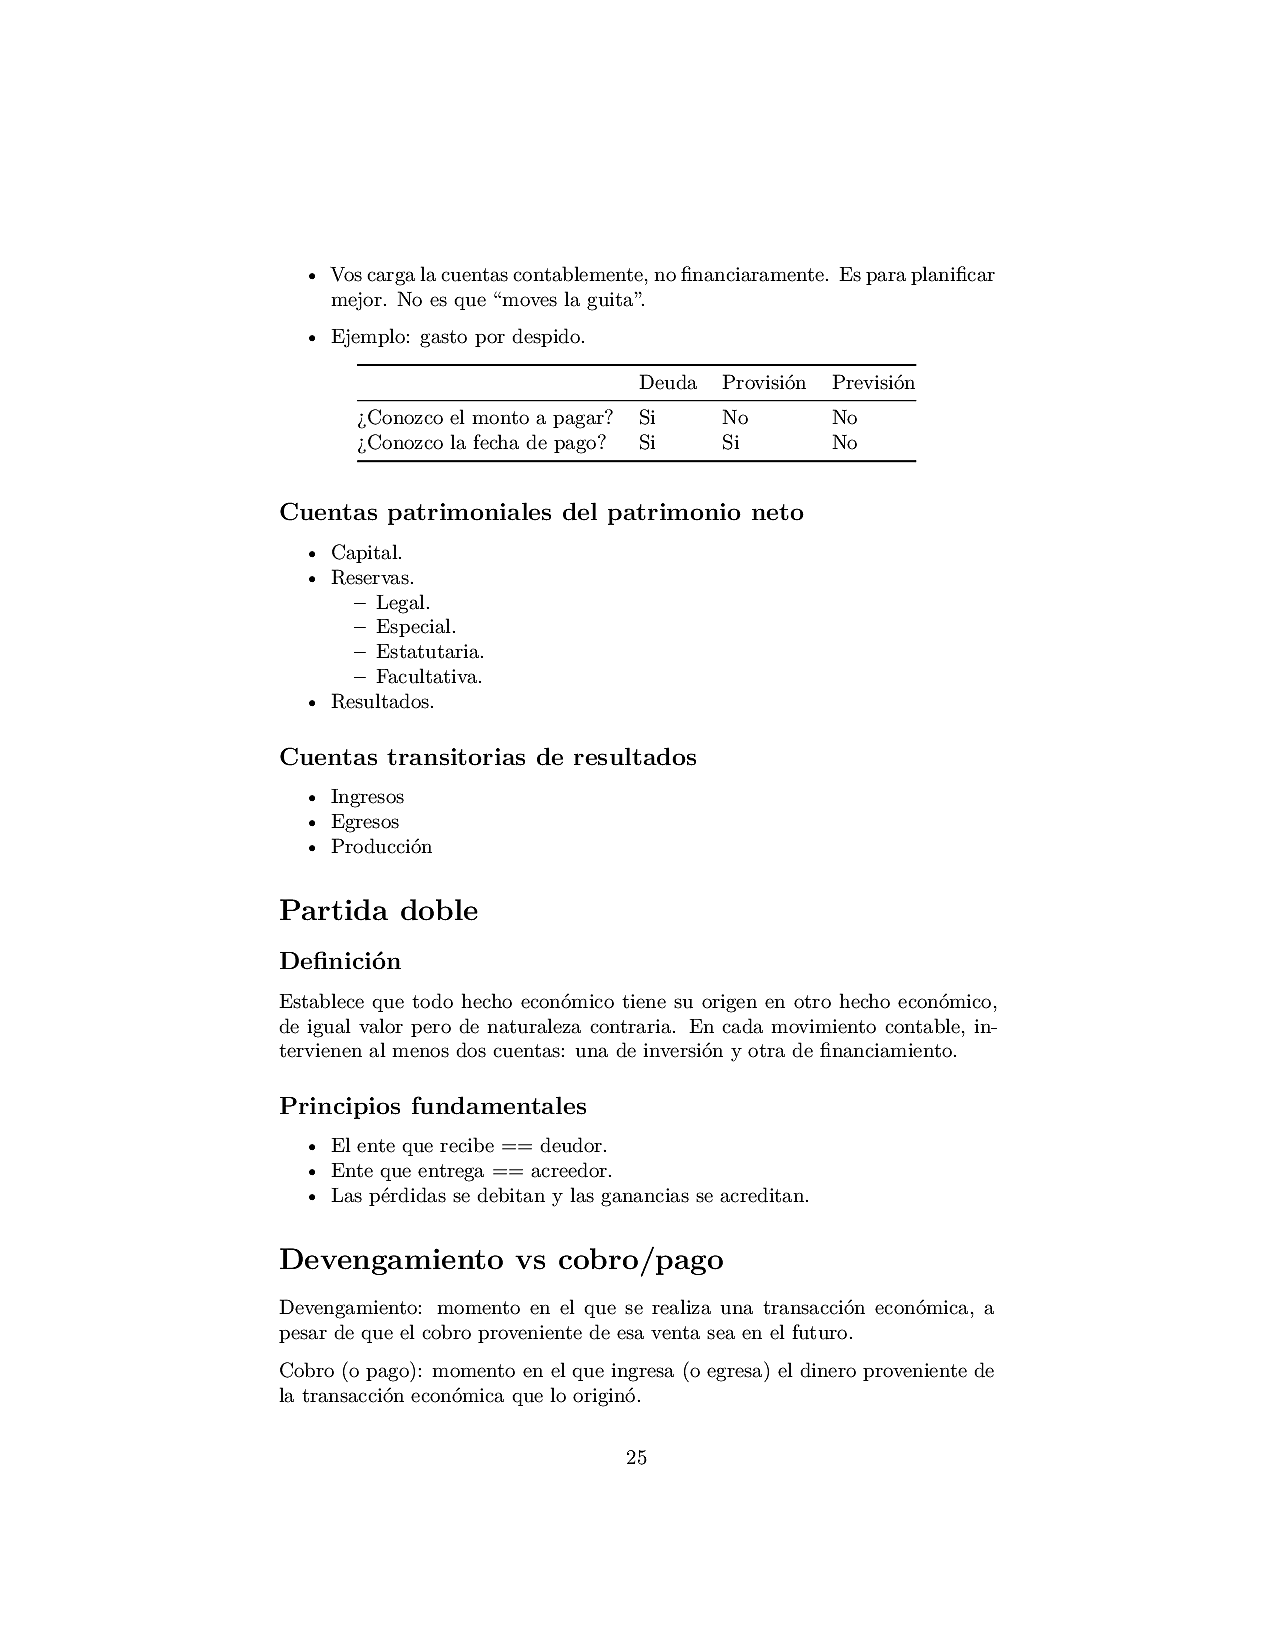 • Vos carga la cuentas contablemente, no financiaramente. Es para planificar
mejor. No es que “moves la guita”.
• Ejemplo: gasto por despido.
Deuda Provisión Previsión
¿Conozco el monto a pagar? Si No No
¿Conozco la fecha de pago? Si Si No
Cuentas patrimoniales del patrimonio neto
• Capital.
• Reservas.
– Legal.
– Especial.
– Estatutaria.
– Facultativa.
• Resultados.
Cuentas transitorias de resultados
• Ingresos
• Egresos
• Producción
Partida doble
Definición
Establece que todo hecho económico tiene su origen en otro hecho económico,
de igual valor pero de naturaleza contraria. En cada movimiento contable, in-
tervienen al menos dos cuentas: una de inversión y otra de financiamiento.
Principios fundamentales
• El ente que recibe == deudor.
• Ente que entrega == acreedor.
• Las pérdidas se debitan y las ganancias se acreditan.
Devengamiento vs cobro/pago
Devengamiento: momento en el que se realiza una transacción económica, a
pesar de que el cobro proveniente de esa venta sea en el futuro.
Cobro (o pago): momento en el que ingresa (o egresa) el dinero proveniente de
la transacción económica que lo originó.
25